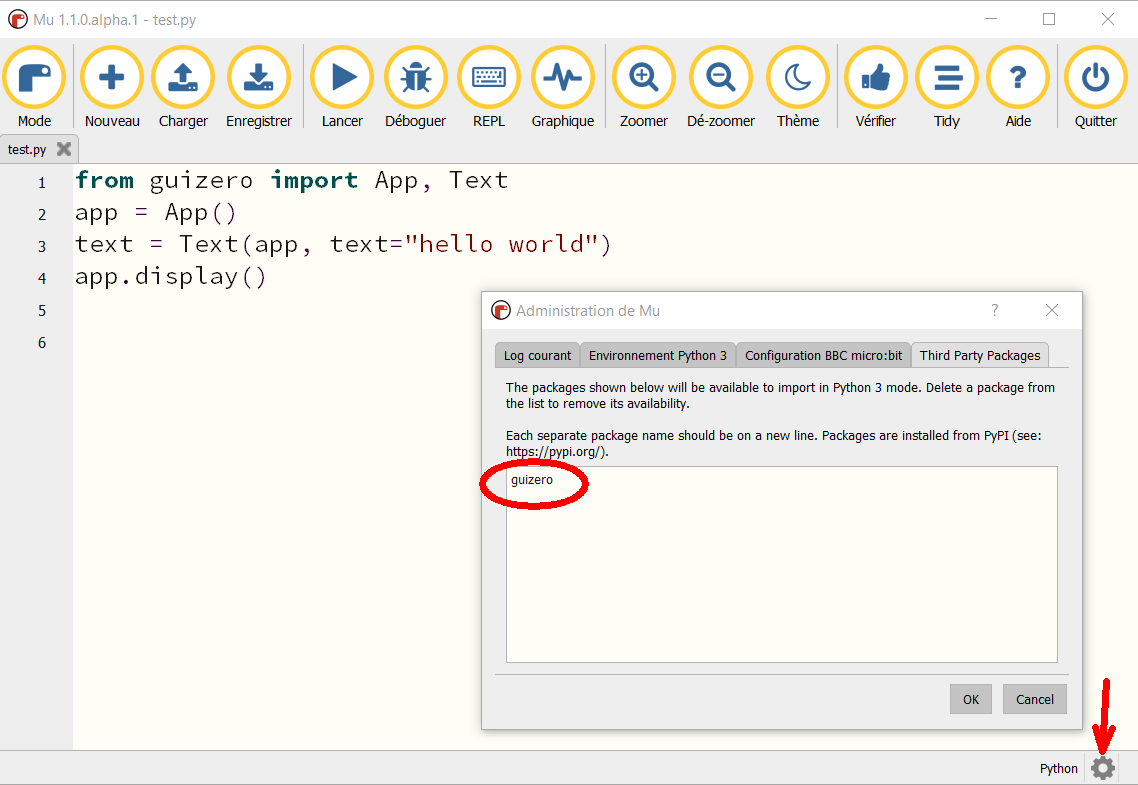 Mu 1.1.0.alpha.1 - test.py
Mode Nouveau Charger Enregistrer Lancer Déboguer REPL Graphique Zoomer Dé-zoomer Thème Vérifier Tidy Aide Quitter
test.py
1 from guizero import App, Text
2 app = App()
3 text = Text(app, text="hello world")
4 app.display()
5
6
Administration de Mu
Log courant Environnement Python 3 Configuration BBC micro:bit Third Party Packages
The packages shown below will be available to import in Python 3 mode. Delete a package from
the list to remove its availability.
Each separate package name should be on a new line. Packages are installed from PyPI (see:
https://pypi.org/).
guizero
OK Cancel
Python